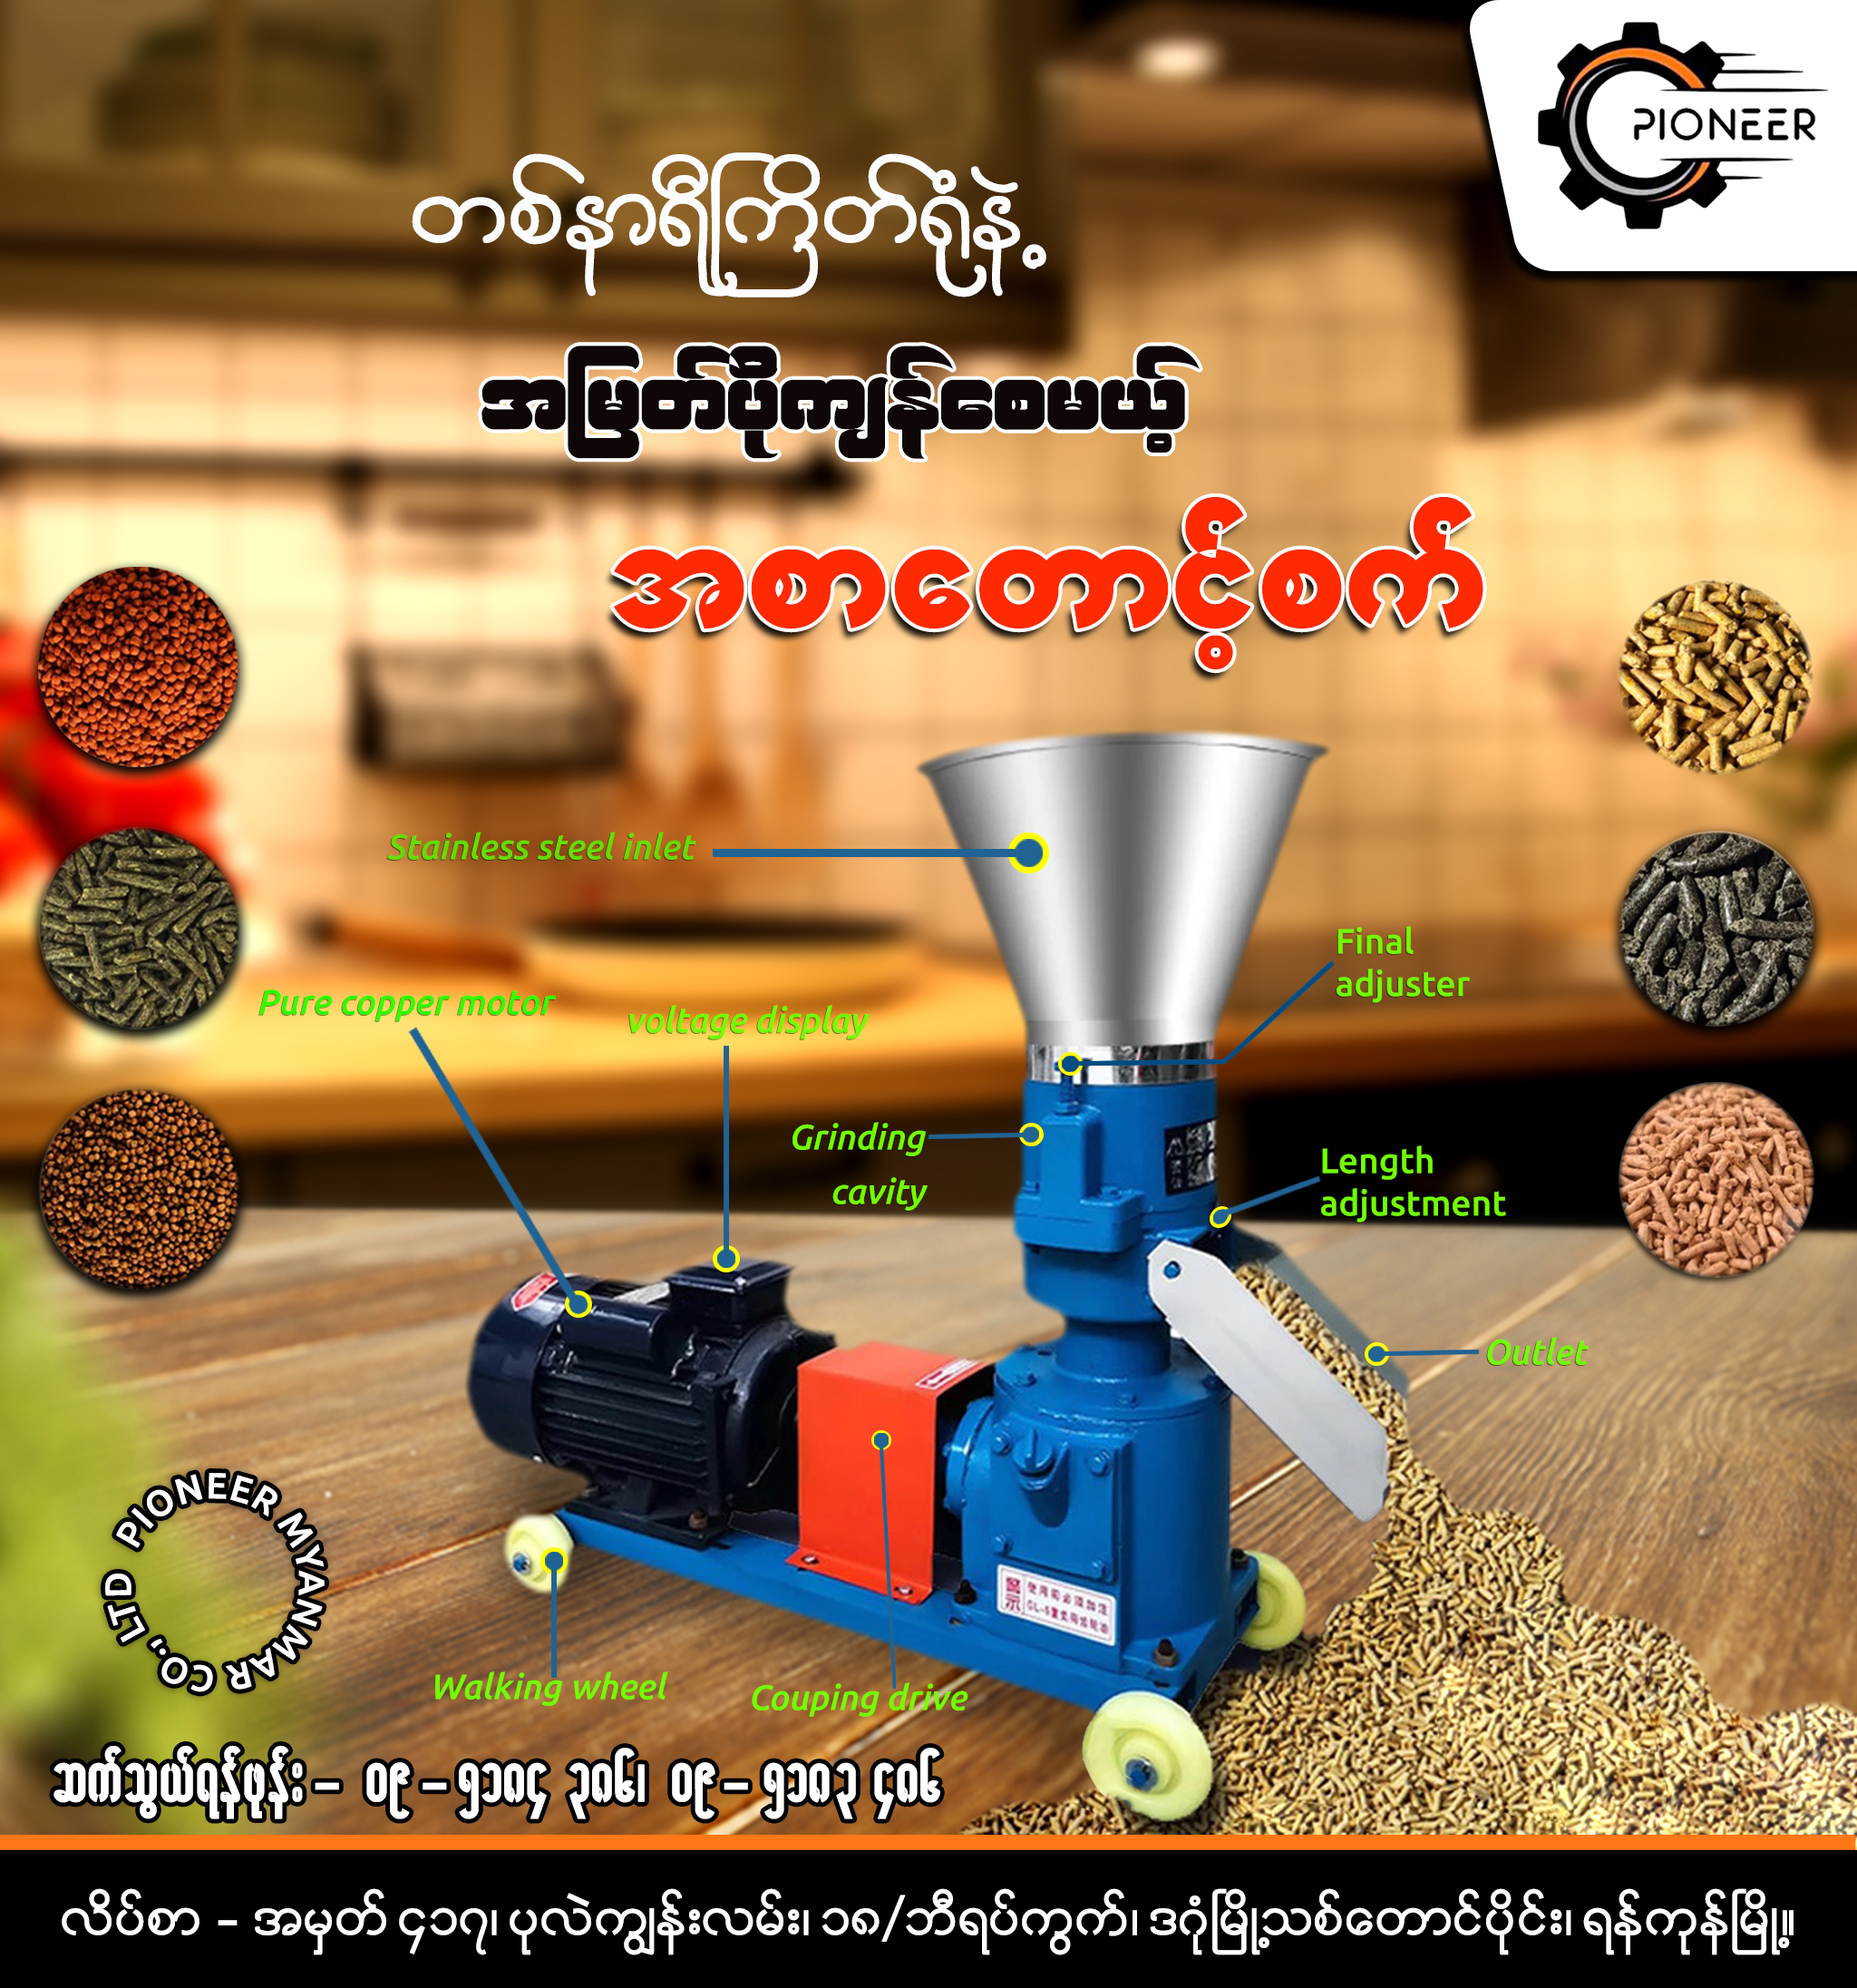 PIONEER
တစ်နာရီကြိတ်ရုံနဲ့
အမြတ်ပိုကျန်စေမယ့်
အစာတောင့်စက်
Stainless steel inlet
Final
adjuster
Pure copper motor
voltage display
Grinding
cavity
Length
adjustment
Outlet
PIONEER MYANMAR CO., LTD
Walking wheel
Couping drive
ဆက်သွယ်ရန်ဖုန်း – ၀၉ – ၅၁၈၄ ၃၈၆၊ ၀၉ – ၅၁၈၃ ၄၈၆
လိပ်စာ - အမှတ် ၄၁၇၊ ပုလဲကျွန်းလမ်း၊ ၁၈/ဘီရပ်ကွက်၊ ဒဂုံမြို့သစ်တောင်ပိုင်း၊ ရန်ကုန်မြို့။